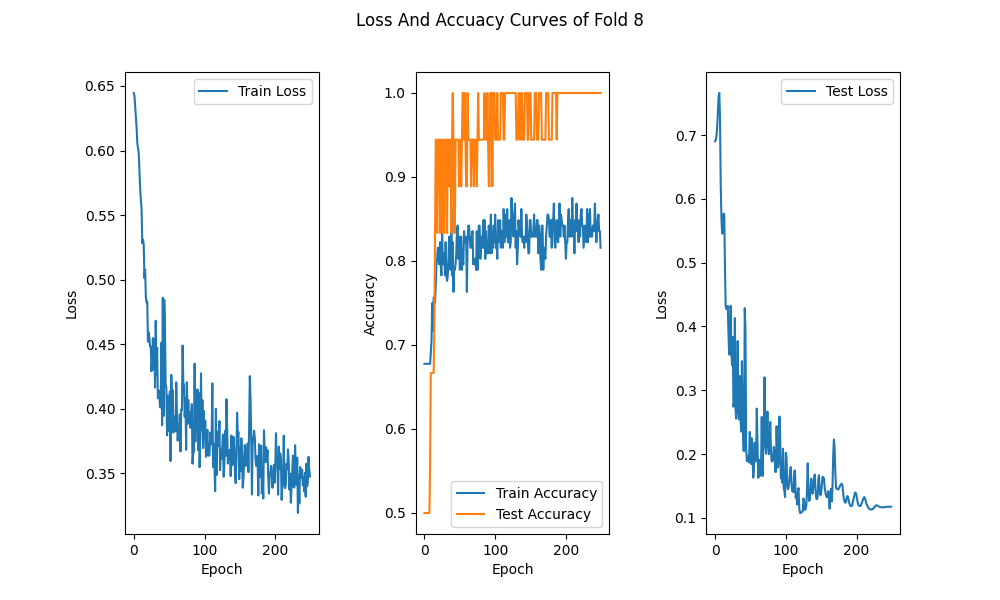 Loss And Accuacy Curves of Fold 8
Train Loss
0.65
0.60
0.55
0.50
0.45
0.40
0.35
Loss
0
100
200
Epoch
1.0
0.9
0.8
0.7
0.6
0.5
Accuracy
Train Accuracy
Test Accuracy
0
100
200
Epoch
Test Loss
0.7
0.6
0.5
0.4
0.3
0.2
0.1
Loss
0
100
200
Epoch